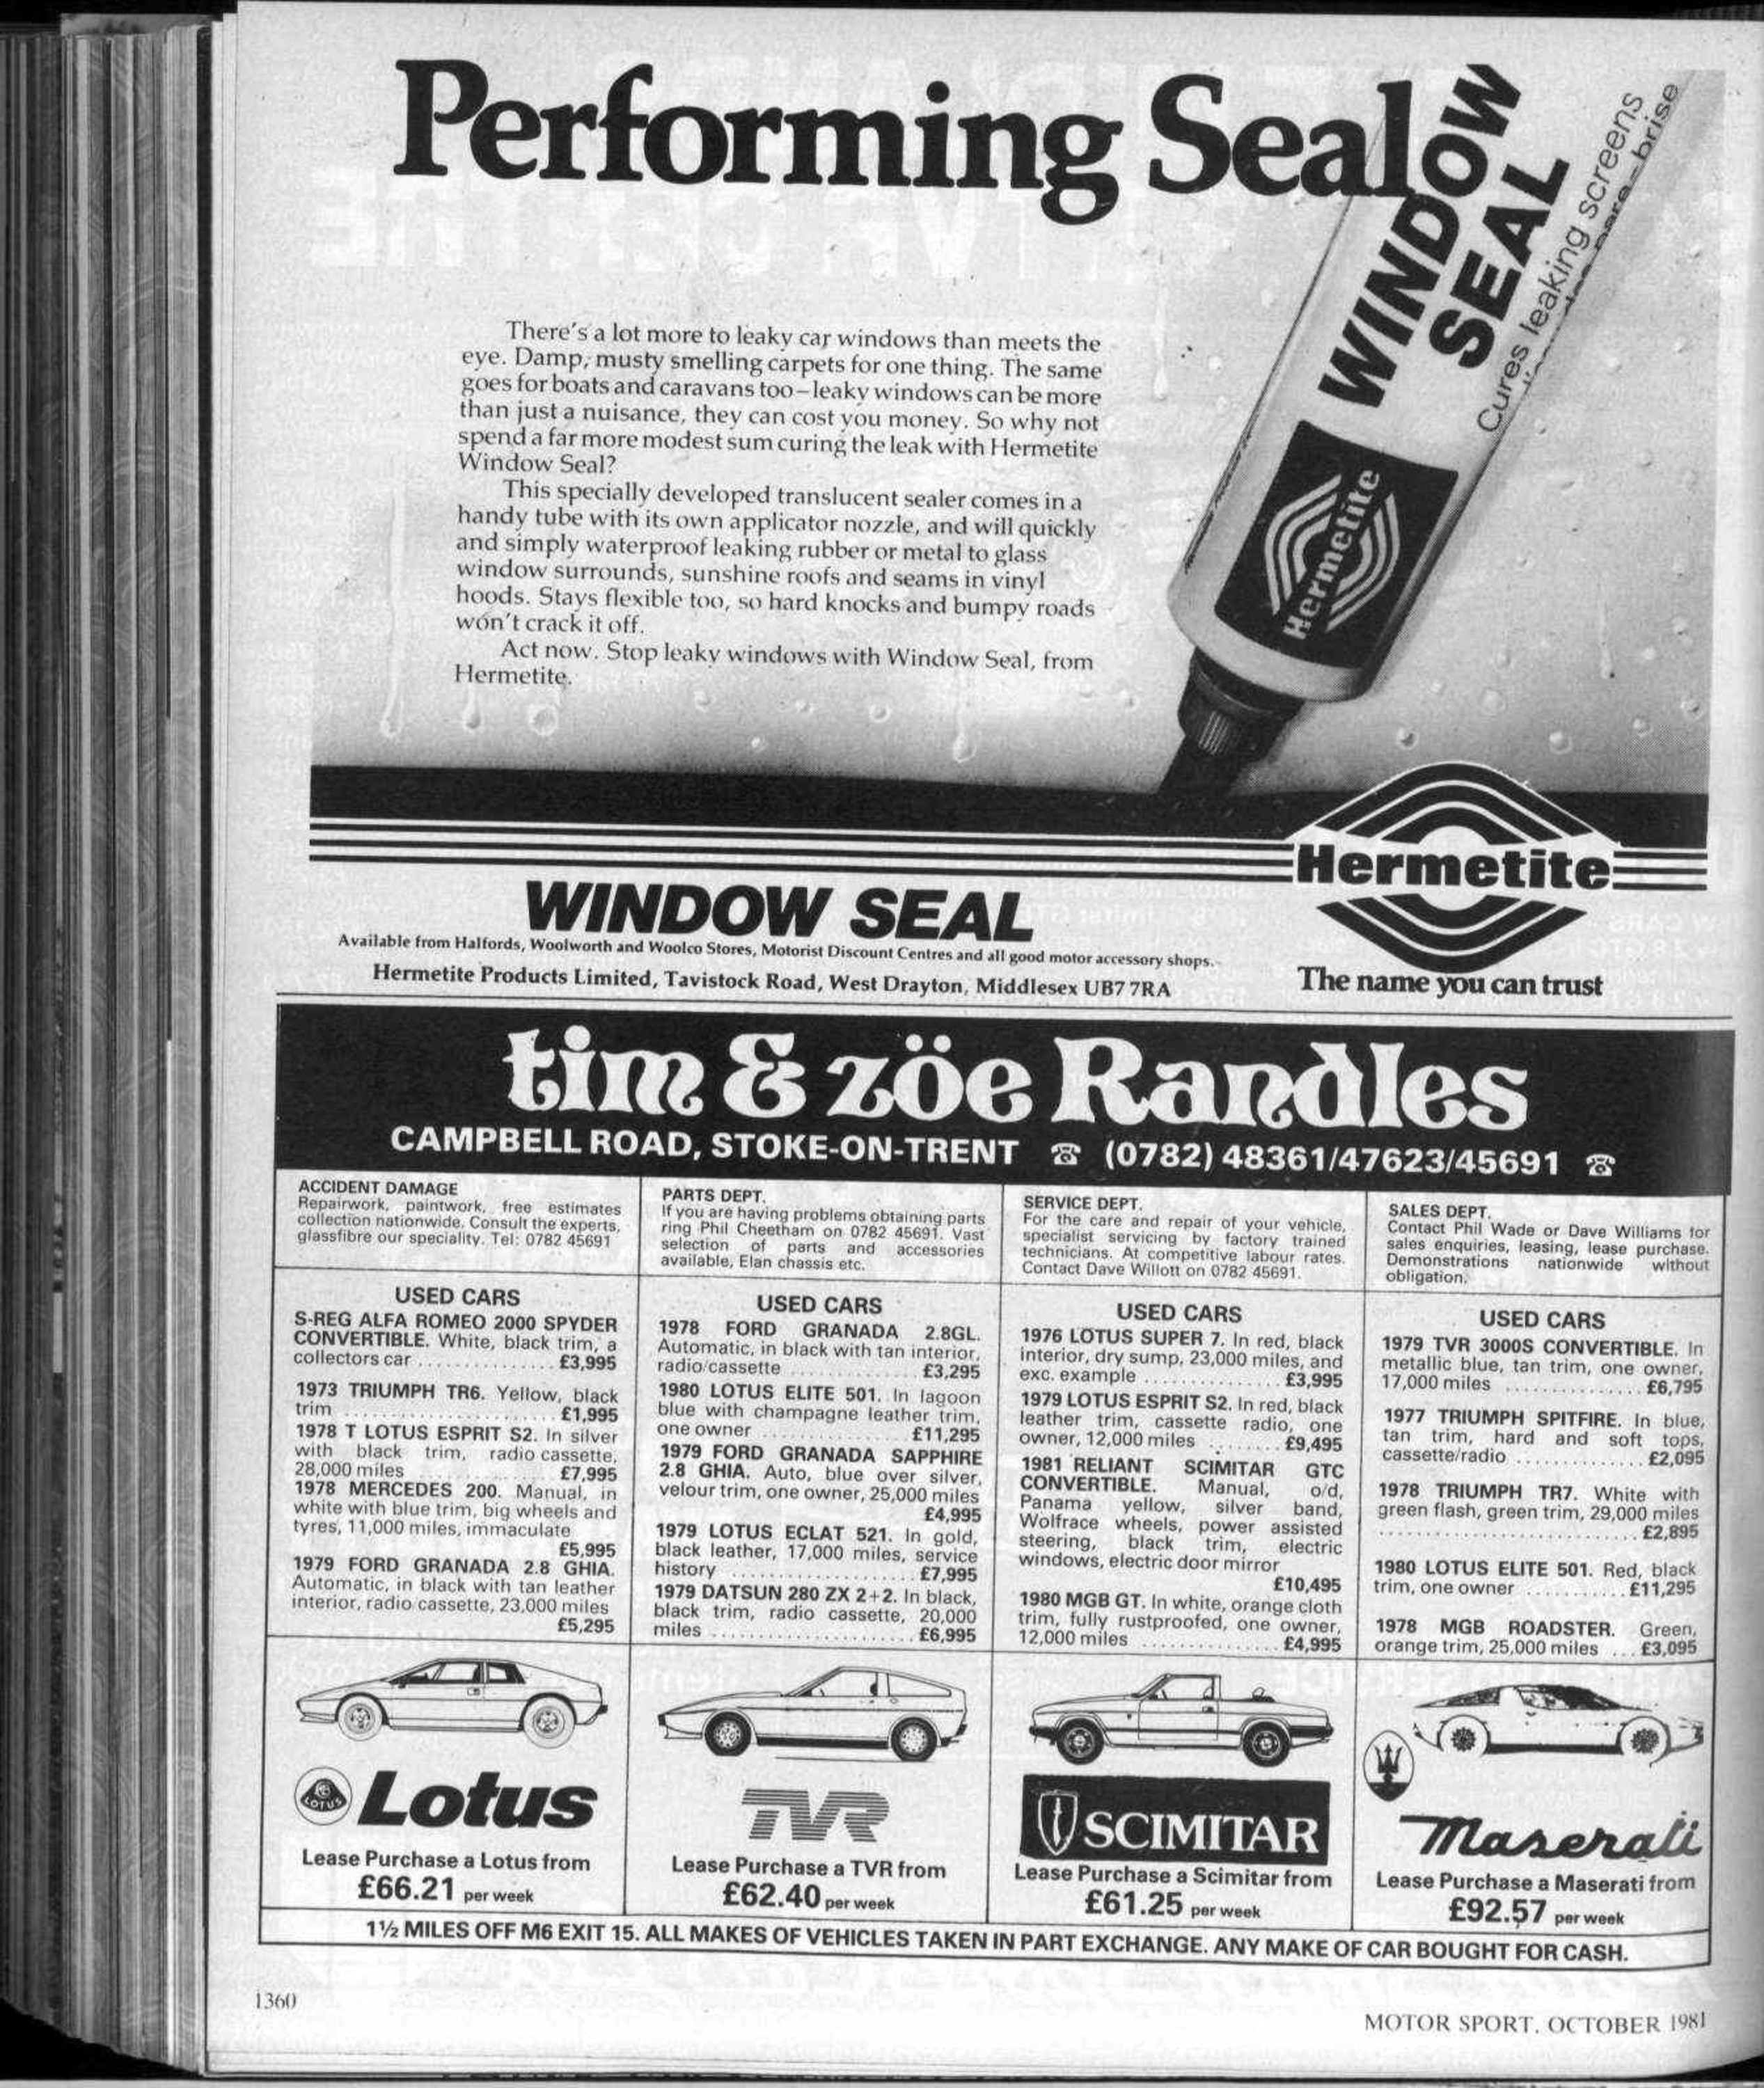 Performing Seal
WINDOW
SEAL
Cures leaking screens
pare-brise
Hermetite
There's a lot more to leaky car windows than meets the
eye. Damp, musty smelling carpets for one thing. The same
goes for boats and caravans too – leaky windows can be more
than just a nuisance, they can cost you money. So why not
spend a far more modest sum curing the leak with Hermetite
Window Seal?
This specially developed translucent sealer comes in a
handy tube with its own applicator nozzle, and will quickly
and simply waterproof leaking rubber or metal to glass
window surrounds, sunshine roofs and seams in vinyl
hoods. Stays flexible too, so hard knocks and bumpy roads
won't crack it off.
Act now. Stop leaky windows with Window Seal, from
Hermetite.
Hermetite
WINDOW SEAL
Available from Halfords, Woolworth and Woolco Stores, Motorist Discount Centres and all good motor accessory shops.
Hermetite Products Limited, Tavistock Road, West Drayton, Middlesex UB7 7RA
The name you can trust
tim & zöe Randles
CAMPBELL ROAD, STOKE-ON-TRENT ☎ (0782) 48361/47623/45691 ☎
ACCIDENT DAMAGE
Repairwork, paintwork, free estimates
collection nationwide. Consult the experts,
glassfibre our speciality. Tel: 0782 45691
PARTS DEPT.
If you are having problems obtaining parts
ring Phil Cheetham on 0782 45691. Vast
selection of parts and accessories
available, Elan chassis etc.
SERVICE DEPT.
For the care and repair of your vehicle,
specialist servicing by factory trained
technicians. At competitive labour rates.
Contact Dave Willott on 0782 45691.
SALES DEPT.
Contact Phil Wade or Dave Williams for
sales enquiries, leasing, lease purchase.
Demonstrations nationwide without
obligation.
USED CARS
S-REG ALFA ROMEO 2000 SPYDER
CONVERTIBLE. White, black trim, a
collectors car ............... £3,995
1973 TRIUMPH TR6. Yellow, black
trim ....................... £1,995
1978 T LOTUS ESPRIT S2. In silver
with black trim, radio cassette,
28,000 miles ............... £7,995
1978 MERCEDES 200. Manual, in
white with blue trim, big wheels and
tyres, 11,000 miles, immaculate
£5,995
1979 FORD GRANADA 2.8 GHIA.
Automatic, in black with tan leather
interior, radio cassette, 23,000 miles
£5,295
USED CARS
1978 FORD GRANADA 2.8GL.
Automatic, in black with tan interior,
radio/cassette .............. £3,295
1980 LOTUS ELITE 501. In lagoon
blue with champagne leather trim,
one owner ................ £11,295
1979 FORD GRANADA SAPPHIRE
2.8 GHIA. Auto, blue over silver,
velour trim, one owner, 25,000 miles
£4,995
1979 LOTUS ECLAT 521. In gold,
black leather, 17,000 miles, service
history .................... £7,995
1979 DATSUN 280 ZX 2+2. In black,
black trim, radio cassette, 20,000
miles ...................... £6,995
USED CARS
1976 LOTUS SUPER 7. In red, black
interior, dry sump, 23,000 miles, and
exc. example ............... £3,995
1979 LOTUS ESPRIT S2. In red, black
leather trim, cassette radio, one
owner, 12,000 miles ........ £9,495
1981 RELIANT SCIMITAR GTC
CONVERTIBLE. Manual, o/d,
Panama yellow, silver band,
Wolfrace wheels, power assisted
steering, black trim, electric
windows, electric door mirror
£10,495
1980 MGB GT. In white, orange cloth
trim, fully rustproofed, one owner,
12,000 miles ............... £4,995
USED CARS
1979 TVR 3000S CONVERTIBLE. In
metallic blue, tan trim, one owner,
17,000 miles ............... £6,795
1977 TRIUMPH SPITFIRE. In blue,
tan trim, hard and soft tops,
cassette/radio .............. £2,095
1978 TRIUMPH TR7. White with
green flash, green trim, 29,000 miles
............................ £2,895
1980 LOTUS ELITE 501. Red, black
trim, one owner ........... £11,295
1978 MGB ROADSTER. Green,
orange trim, 25,000 miles ... £3,095
LOTUS
Lotus
Lease Purchase a Lotus from
£66.21 per week
TVR
Lease Purchase a TVR from
£62.40 per week
SCIMITAR
Lease Purchase a Scimitar from
£61.25 per week
Maserati
Lease Purchase a Maserati from
£92.57 per week
1½ MILES OFF M6 EXIT 15. ALL MAKES OF VEHICLES TAKEN IN PART EXCHANGE. ANY MAKE OF CAR BOUGHT FOR CASH.
1360
MOTOR SPORT, OCTOBER 1981